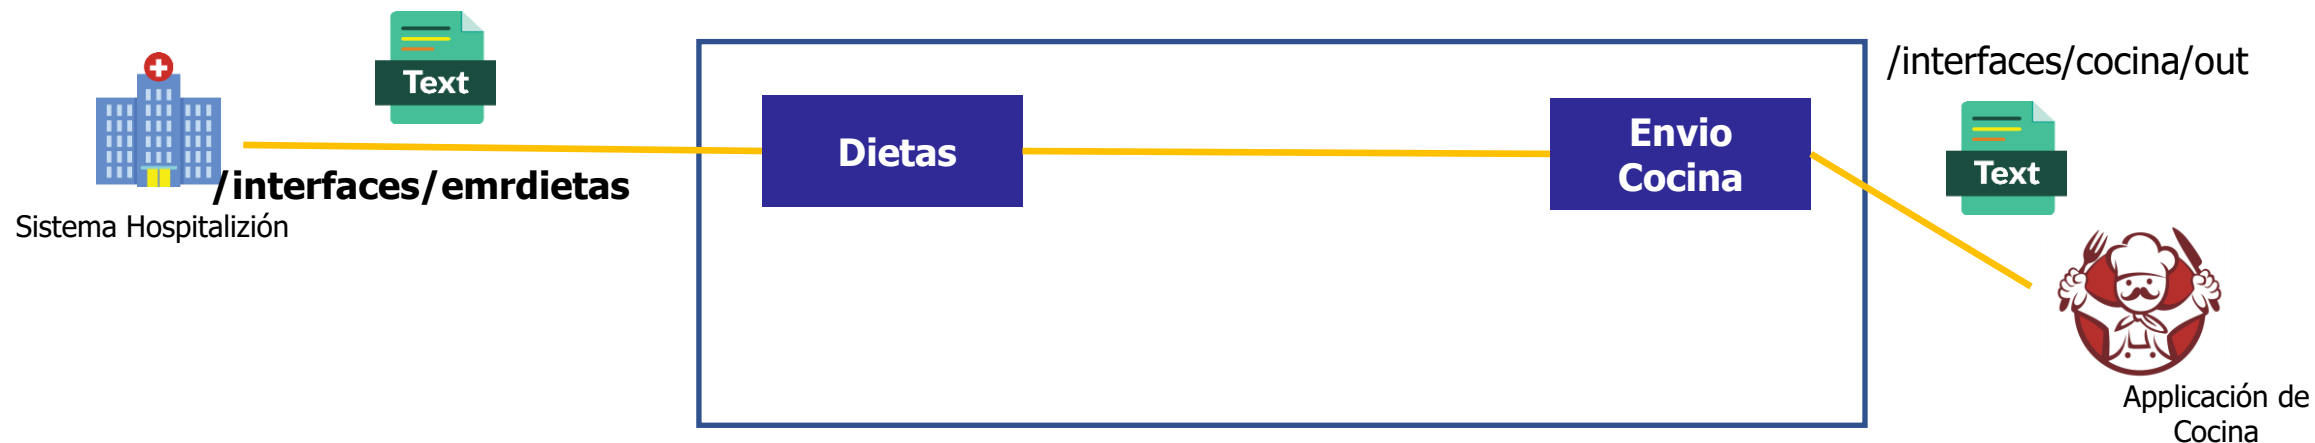 Text
/interfaces/emrdietas
Sistema Hospitalizión
Dietas
Envio
Cocina
/interfaces/cocina/out
Text
Applicación de
Cocina